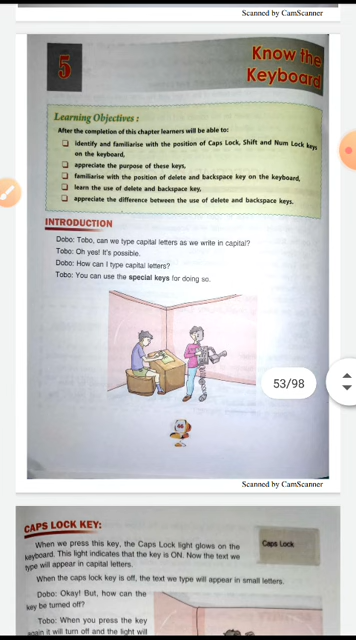 Scanned by CamScanner
5
Know the
Keyboard
Learning Objectives :
After the completion of this chapter learners will be able to:
identify and familiarise with the position of Caps Lock, Shift and Num Lock keys
on the keyboard,
appreciate the purpose of these keys,
familiarise with the position of delete and backspace key on the keyboard,
learn the use of delete and backspace key,
appreciate the difference between the use of delete and backspace keys.
INTRODUCTION
Dobo: Tobo, can we type capital letters as we write in capital?
Tobo: Oh yes! It's possible.
Dobo: How can I type capital letters?
Tobo: You can use the special keys for doing so.
53/98
Scanned by CamScanner
CAPS LOCK KEY:
When we press this key, the Caps Lock light glows on the
keyboard. This light indicates that the key is ON. Now the text we
type will appear in capital letters.
Caps Lock
When the caps lock key is off, the text we type will appear in small letters.
Dobo: Okay! But, how can the
key be turned off?
Tobo: When you press the key
again it will turn off and the light will